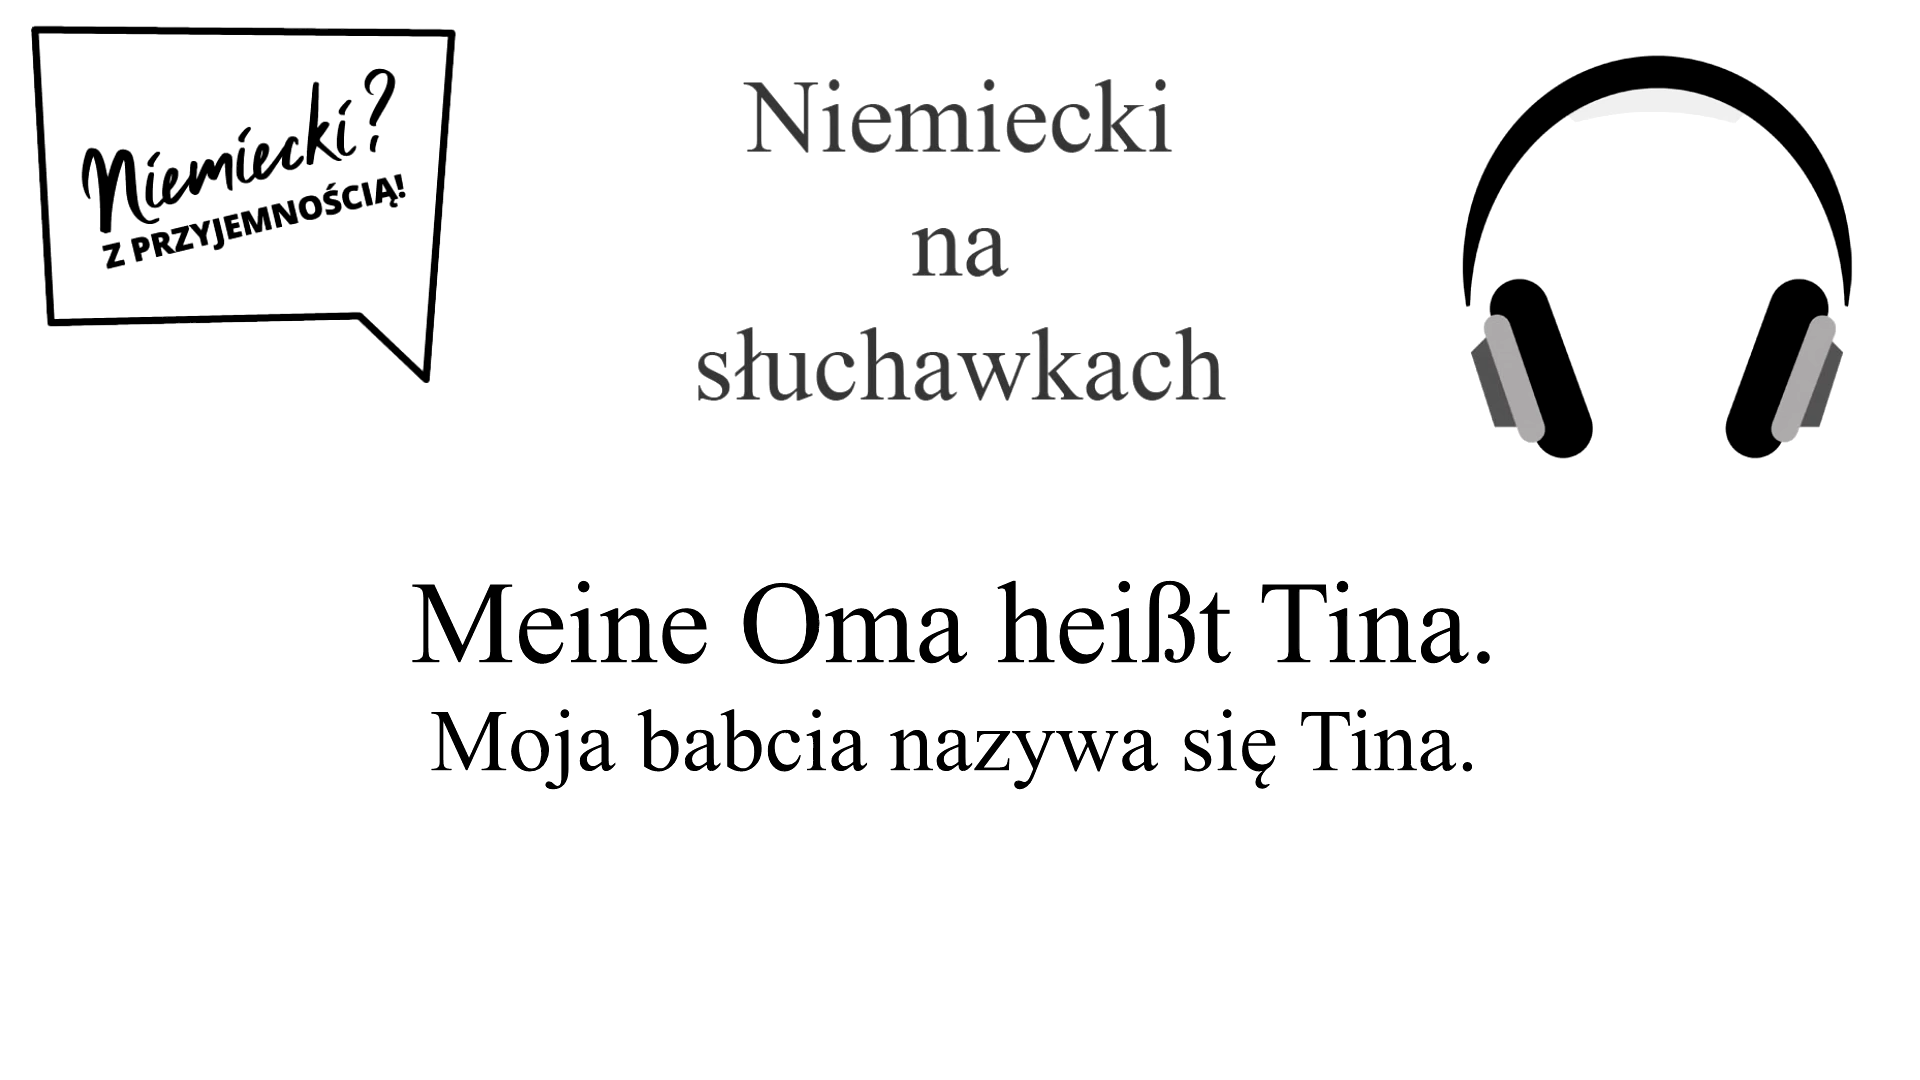 Niemiecki?
Z PRZYJEMNOŚCIĄ!
Niemiecki
na
słuchawkach
Meine Oma heißt Tina.
Moja babcia nazywa się Tina.